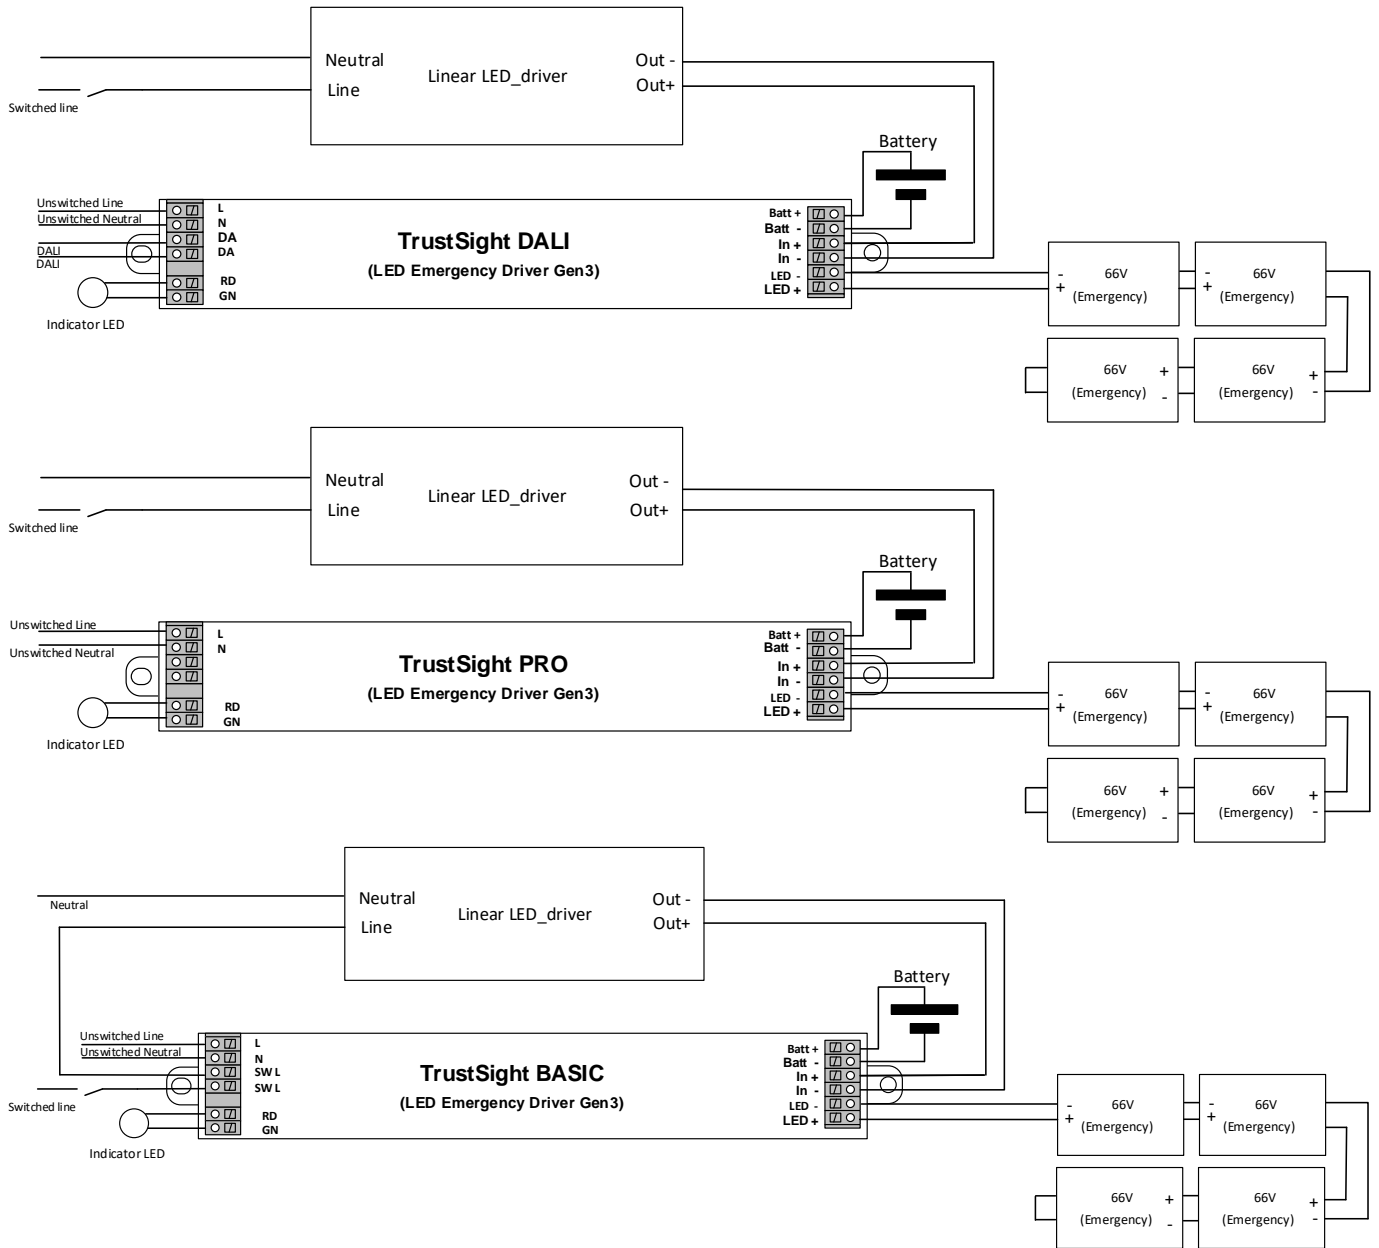 Neutral
Line
Linear LED_driver
Out -
Out+
Switched line
Battery
Unswitched Line
Unswitched Neutral
DALI
DALI
L
N
DA
DA
RD
GN
Indicator LED
TrustSight DALI
(LED Emergency Driver Gen3)
Batt +
Batt -
In +
In -
LED -
LED +
-
+
66V
(Emergency)
-
+
66V
(Emergency)
66V
(Emergency)
+
-
66V
(Emergency)
+
-
Neutral
Line
Linear LED_driver
Out -
Out+
Switched line
Battery
Unswitched Line
Unswitched Neutral
L
N
RD
GN
Indicator LED
TrustSight PRO
(LED Emergency Driver Gen3)
Batt +
Batt -
In +
In -
LED -
LED +
-
+
66V
(Emergency)
-
+
66V
(Emergency)
66V
(Emergency)
+
-
66V
(Emergency)
+
-
Neutral
Neutral
Line
Linear LED_driver
Out -
Out+
Battery
Unswitched Line
Unswitched Neutral
Switched line
L
N
SW L
SW L
RD
GN
Indicator LED
TrustSight BASIC
(LED Emergency Driver Gen3)
Batt +
Batt -
In +
In -
LED -
LED +
-
+
66V
(Emergency)
-
+
66V
(Emergency)
66V
(Emergency)
+
-
66V
(Emergency)
+
-